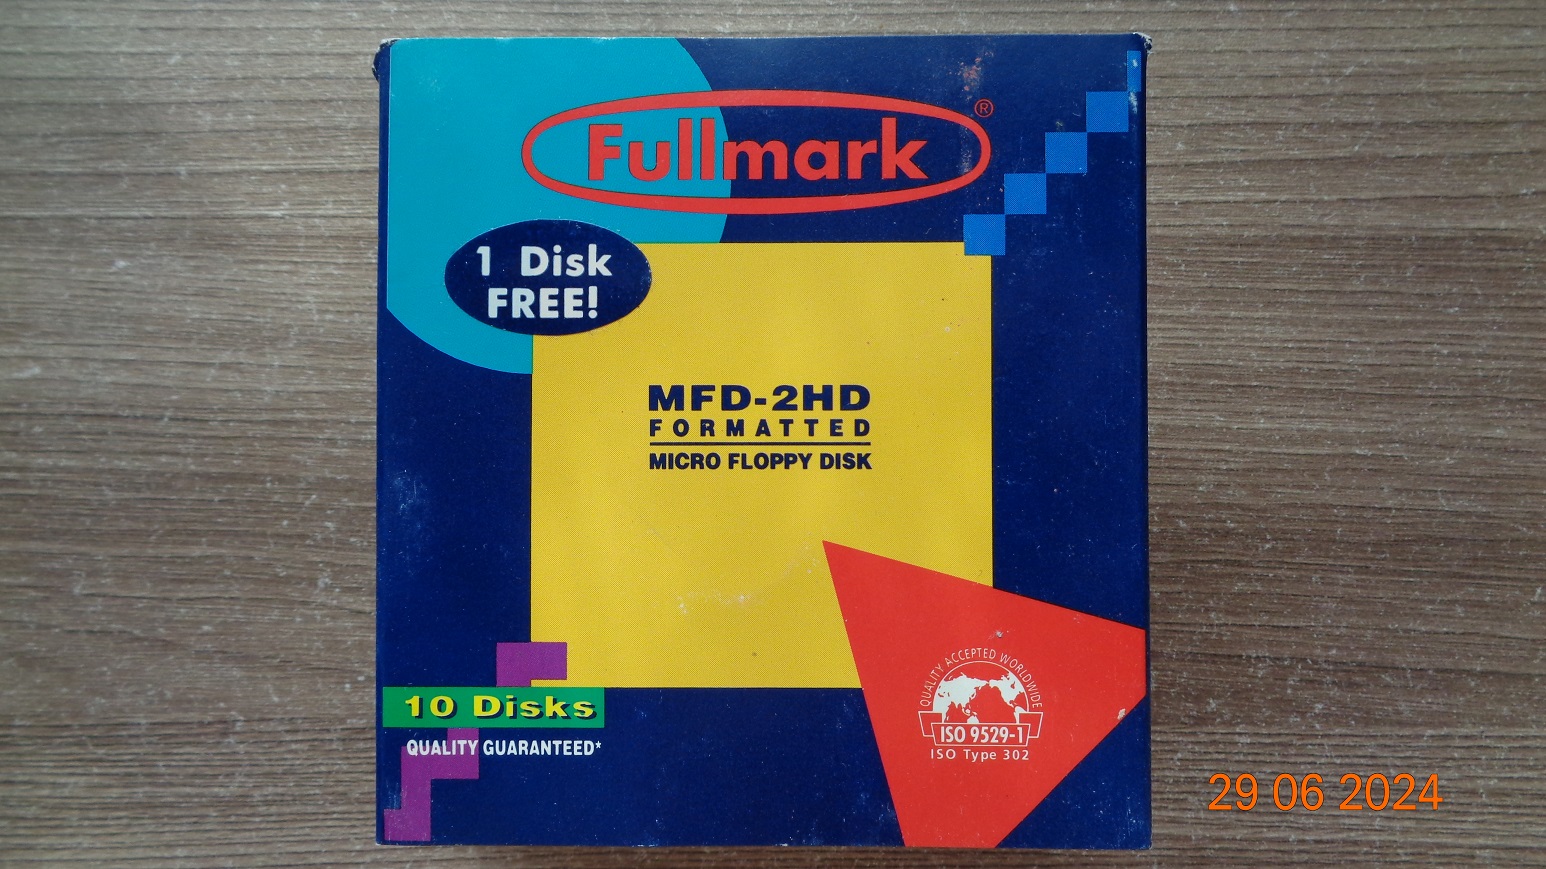 Fullmark®
1 Disk
FREE!
MFD-2HD
FORMATTED
MICRO FLOPPY DISK
10 Disks
QUALITY GUARANTEED*
QUALITY ACCEPTED WORLDWIDE
ISO 9529-1
ISO Type 302
29 06 2024